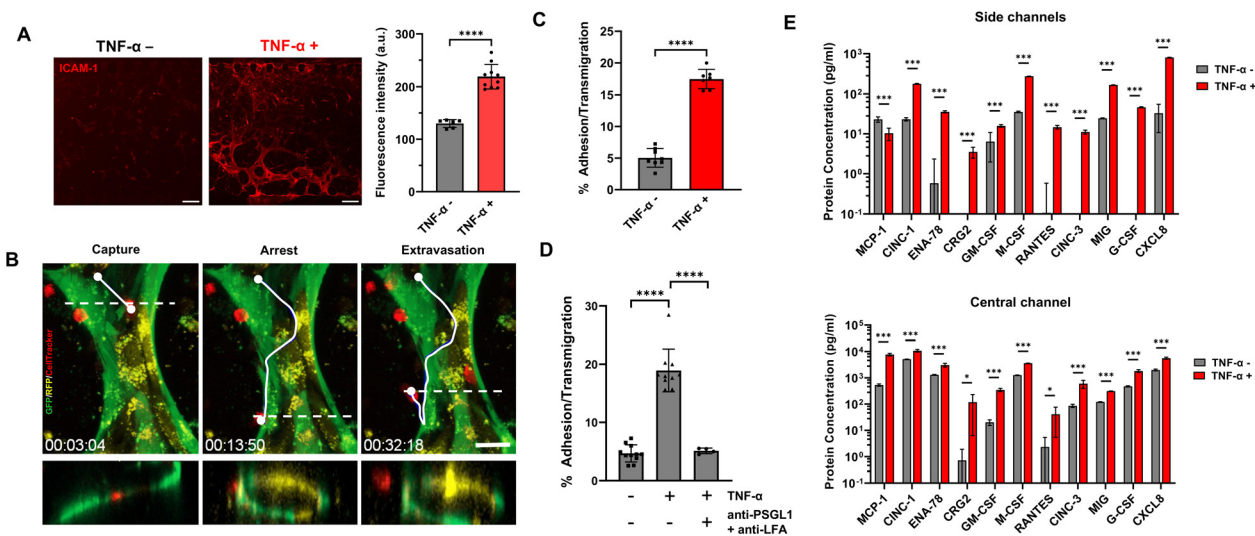 A
TNF-α –
TNF-α +
ICAM-1
Fluorescence intensity (a.u.)
300
200
100
0
****
TNF-α -
TNF-α +
B
Capture
Arrest
Extravasation
GFP/RFP/CellTracker
00:03:04
00:13:50
00:32:18
C
% Adhesion/Transmigration
25
20
15
10
5
0
****
TNF-α -
TNF-α +
D
% Adhesion/Transmigration
30
20
10
0
****
****
- + + TNF-α
- - + anti-PSGL1
+ anti-LFA
E
Side channels
Protein Concentration (pg/ml)
10³
10²
10¹
10⁰
10⁻¹
*** *** *** *** *** *** *** *** *** *** ***
TNF-α -
TNF-α +
MCP-1
CINC-1
ENA-78
CRG2
GM-CSF
M-CSF
RANTES
CINC-3
MIG
G-CSF
CXCL8
Central channel
Protein Concentration (pg/ml)
10⁵
10⁴
10³
10²
10¹
10⁰
10⁻¹
*** *** *** * *** *** * *** *** *** ***
TNF-α -
TNF-α +
MCP-1
CINC-1
ENA-78
CRG2
GM-CSF
M-CSF
RANTES
CINC-3
MIG
G-CSF
CXCL8